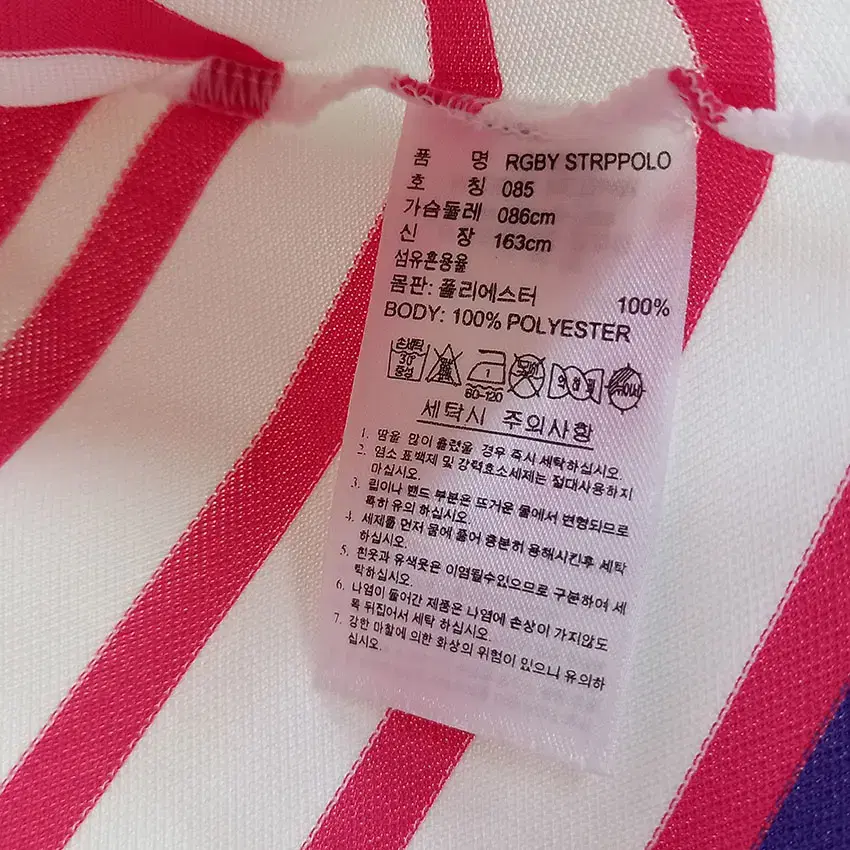 품 명 RGBY STRPPOLO
호 칭 085
가슴둘레 086cm
신 장 163cm
섬유혼용율
몸판: 폴리에스터 100%
BODY: 100% POLYESTER
손세탁
30°
중성
1
80-120
세탁시 주의사항
1. 땀을 많이 흘렸을 경우 즉시 세탁하십시오.
2. 염소 표백제 및 강력효소세제는 절대사용하지
마십시오.
3. 립이나 밴드 부분은 뜨거운 물에서 변형되므로
특히 유의 하십시오.
4. 세제를 먼저 물에 풀어 충분히 용해시킨후 세탁
하십시오.
5. 흰옷과 유색옷은 이염될수있으므로 구분하여 세
탁하십시오.
6. 나염이 들어간 제품은 나염에 손상이 가지않도
록 뒤집어서 세탁 하십시오.
7. 강한 마찰에 의한 화상의 위험이 있으니 유의하
십시오.